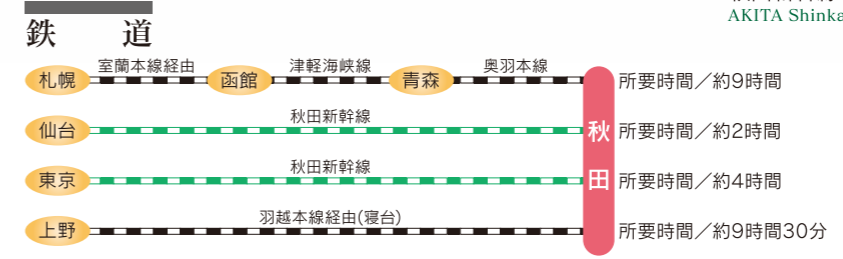 AKITA Shinka
鉄 道
札幌 室蘭本線経由 函館 津軽海峡線 青森 奥羽本線 所要時間／約9時間
仙台 秋田新幹線 所要時間／約2時間
東京 秋田新幹線 所要時間／約4時間
上野 羽越本線経由(寝台) 所要時間／約9時間30分
秋田